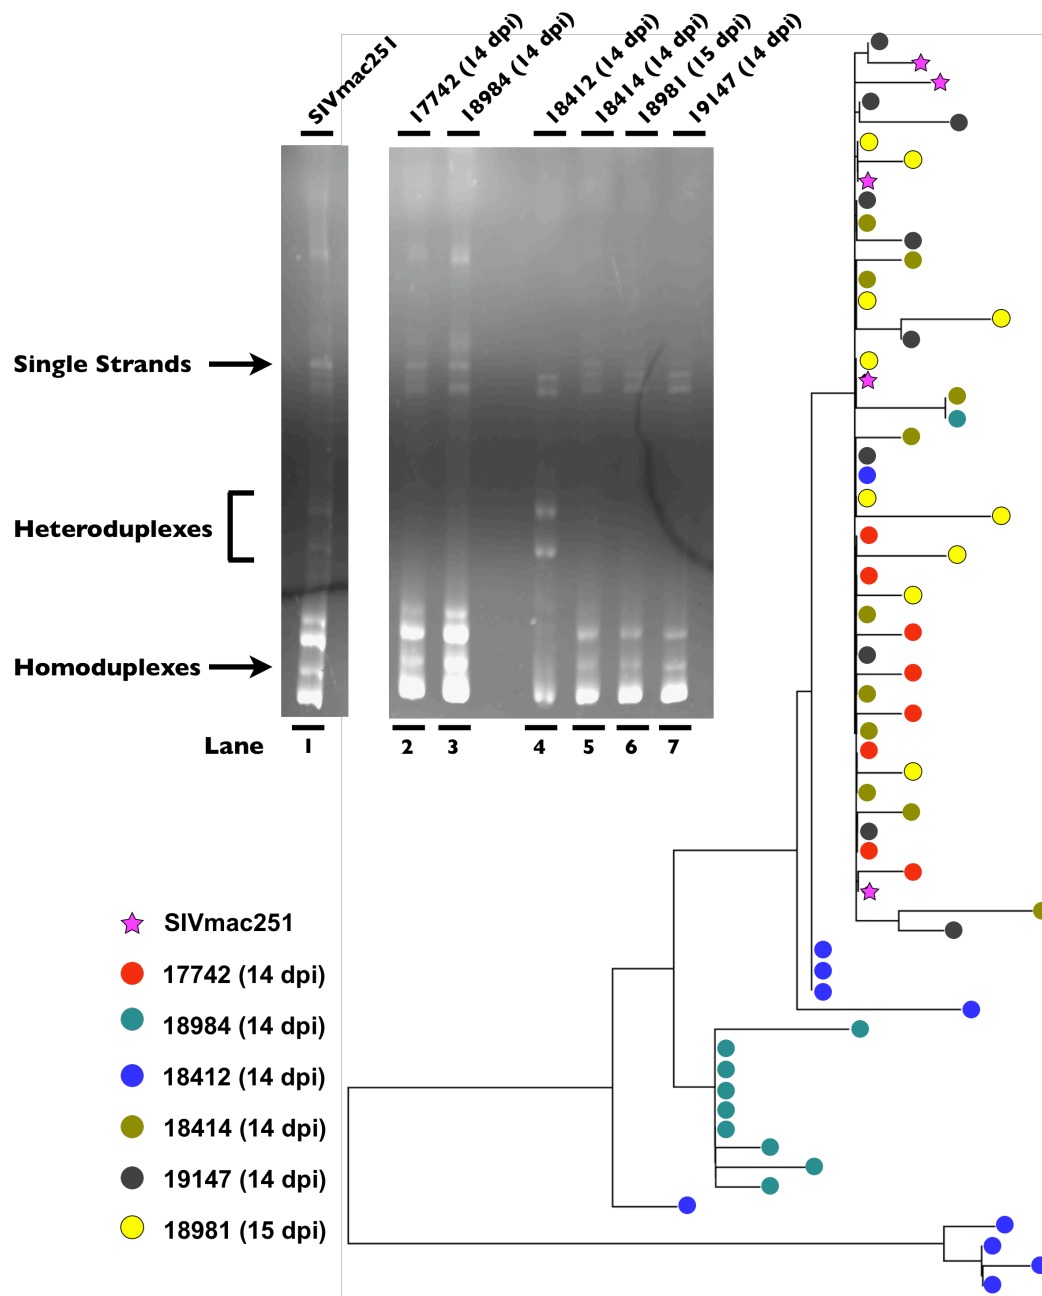 SIVmac251
17742 (14 dpi)
18984 (14 dpi)
18412 (14 dpi)
18414 (14 dpi)
18981 (15 dpi)
19147 (14 dpi)
Single Strands
Heteroduplexes
Homoduplexes
Lane 1 2 3 4 5 6 7
SIVmac251
17742 (14 dpi)
18984 (14 dpi)
18412 (14 dpi)
18414 (14 dpi)
19147 (14 dpi)
18981 (15 dpi)